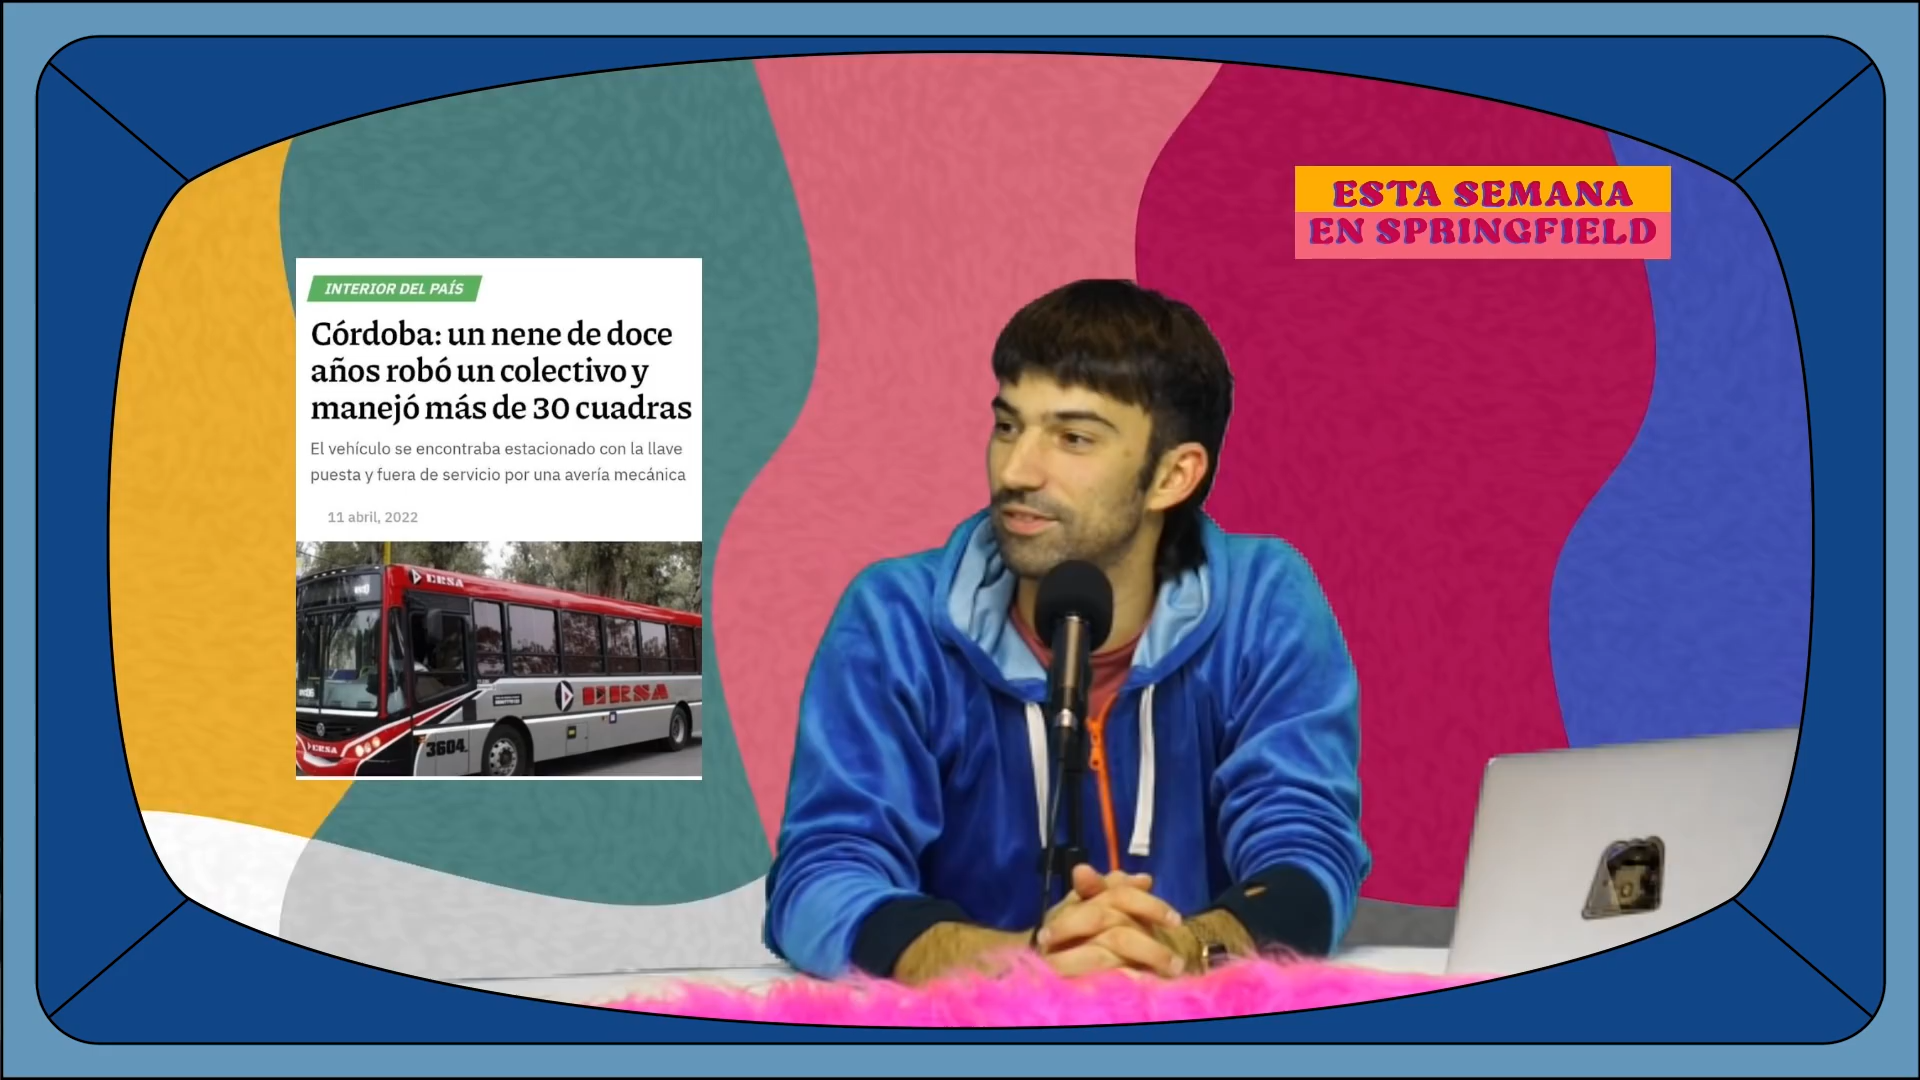 ESTA SEMANA
EN SPRINGFIELD
INTERIOR DEL PAÍS
Córdoba: un nene de doce
años robó un colectivo y
manejó más de 30 cuadras
El vehículo se encontraba estacionado con la llave
puesta y fuera de servicio por una avería mecánica
11 abril, 2022
ERSA
ERSA
3604
ERSA